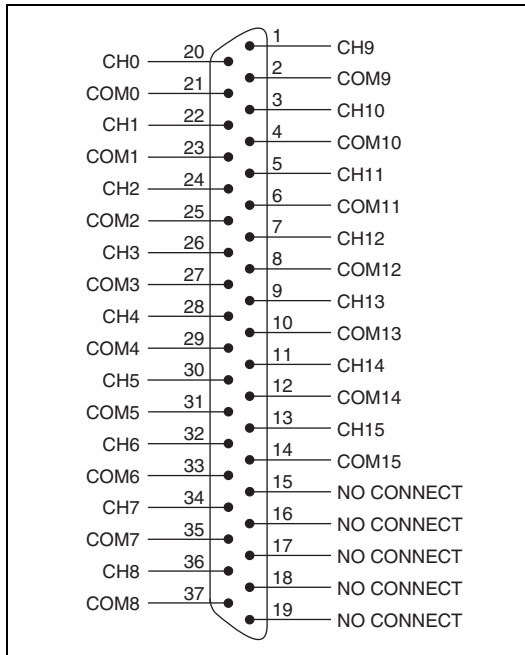 1 CH9
CH0 20
2 COM9
COM0 21
3 CH10
CH1 22
4 COM10
COM1 23
5 CH11
CH2 24
6 COM11
COM2 25
7 CH12
CH3 26
8 COM12
COM3 27
9 CH13
CH4 28
10 COM13
COM4 29
11 CH14
CH5 30
12 COM14
COM5 31
13 CH15
CH6 32
14 COM15
COM6 33
15 NO CONNECT
CH7 34
16 NO CONNECT
COM7 35
17 NO CONNECT
CH8 36
18 NO CONNECT
COM8 37
19 NO CONNECT